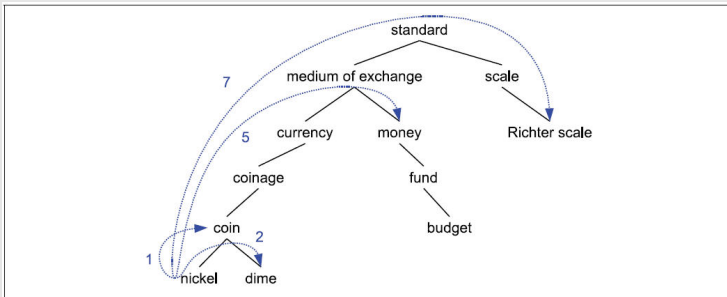 standard
7
medium of exchange scale
5 currency money Richter scale
coinage fund
coin 2 budget
1
nickel dime